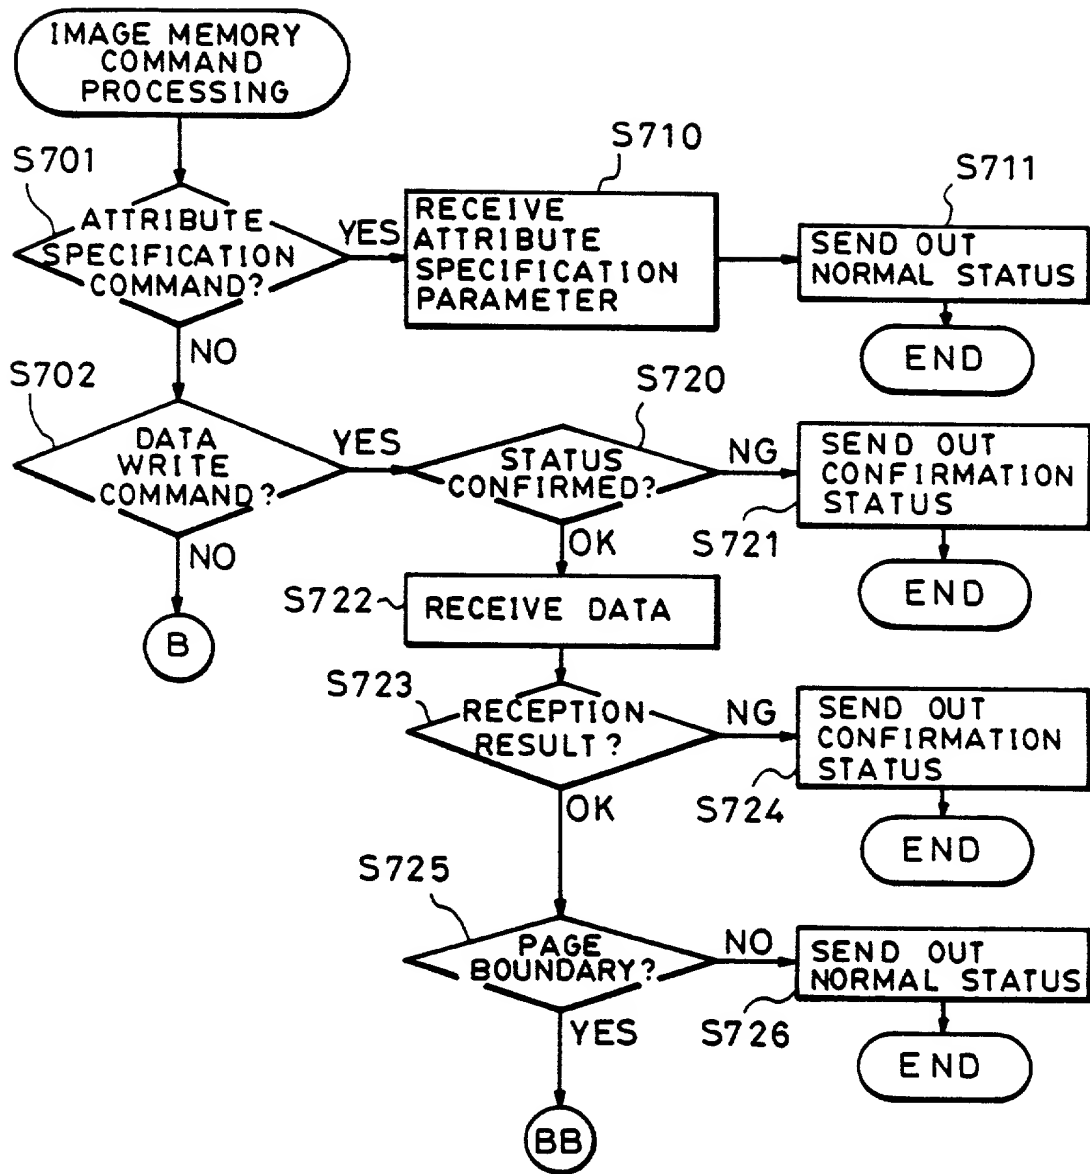 IMAGE MEMORY
COMMAND
PROCESSING
S701
ATTRIBUTE
SPECIFICATION
COMMAND?
YES
S710
RECEIVE
ATTRIBUTE
SPECIFICATION
PARAMETER
S711
SEND OUT
NORMAL STATUS
END
NO
S702
DATA
WRITE
COMMAND?
YES
S720
STATUS
CONFIRMED?
NG
SEND OUT
CONFIRMATION
STATUS
S721
END
NO
B
OK
S722
RECEIVE DATA
S723
RECEPTION
RESULT?
NG
SEND OUT
CONFIRMATION
STATUS
S724
END
OK
S725
PAGE
BOUNDARY?
NO
SEND OUT
NORMAL STATUS
S726
END
YES
BB